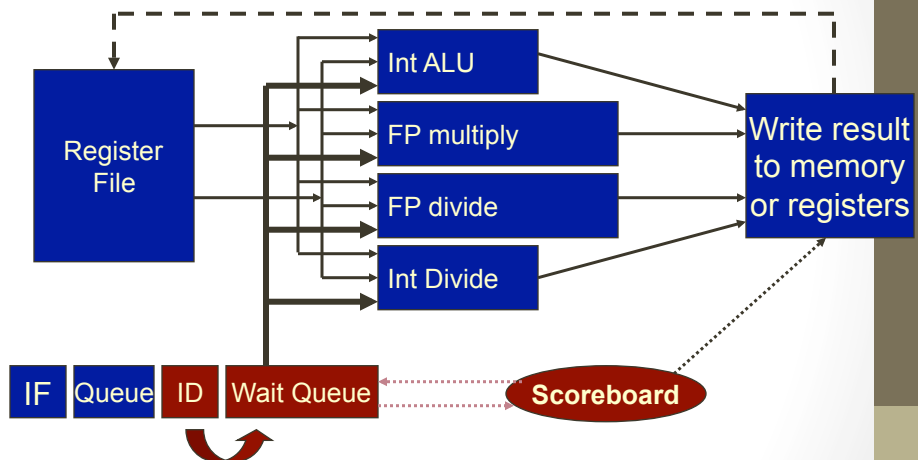 Register
File
Int ALU
FP multiply
FP divide
Int Divide
Write result
to memory
or registers
IF
Queue
ID
Wait Queue
Scoreboard